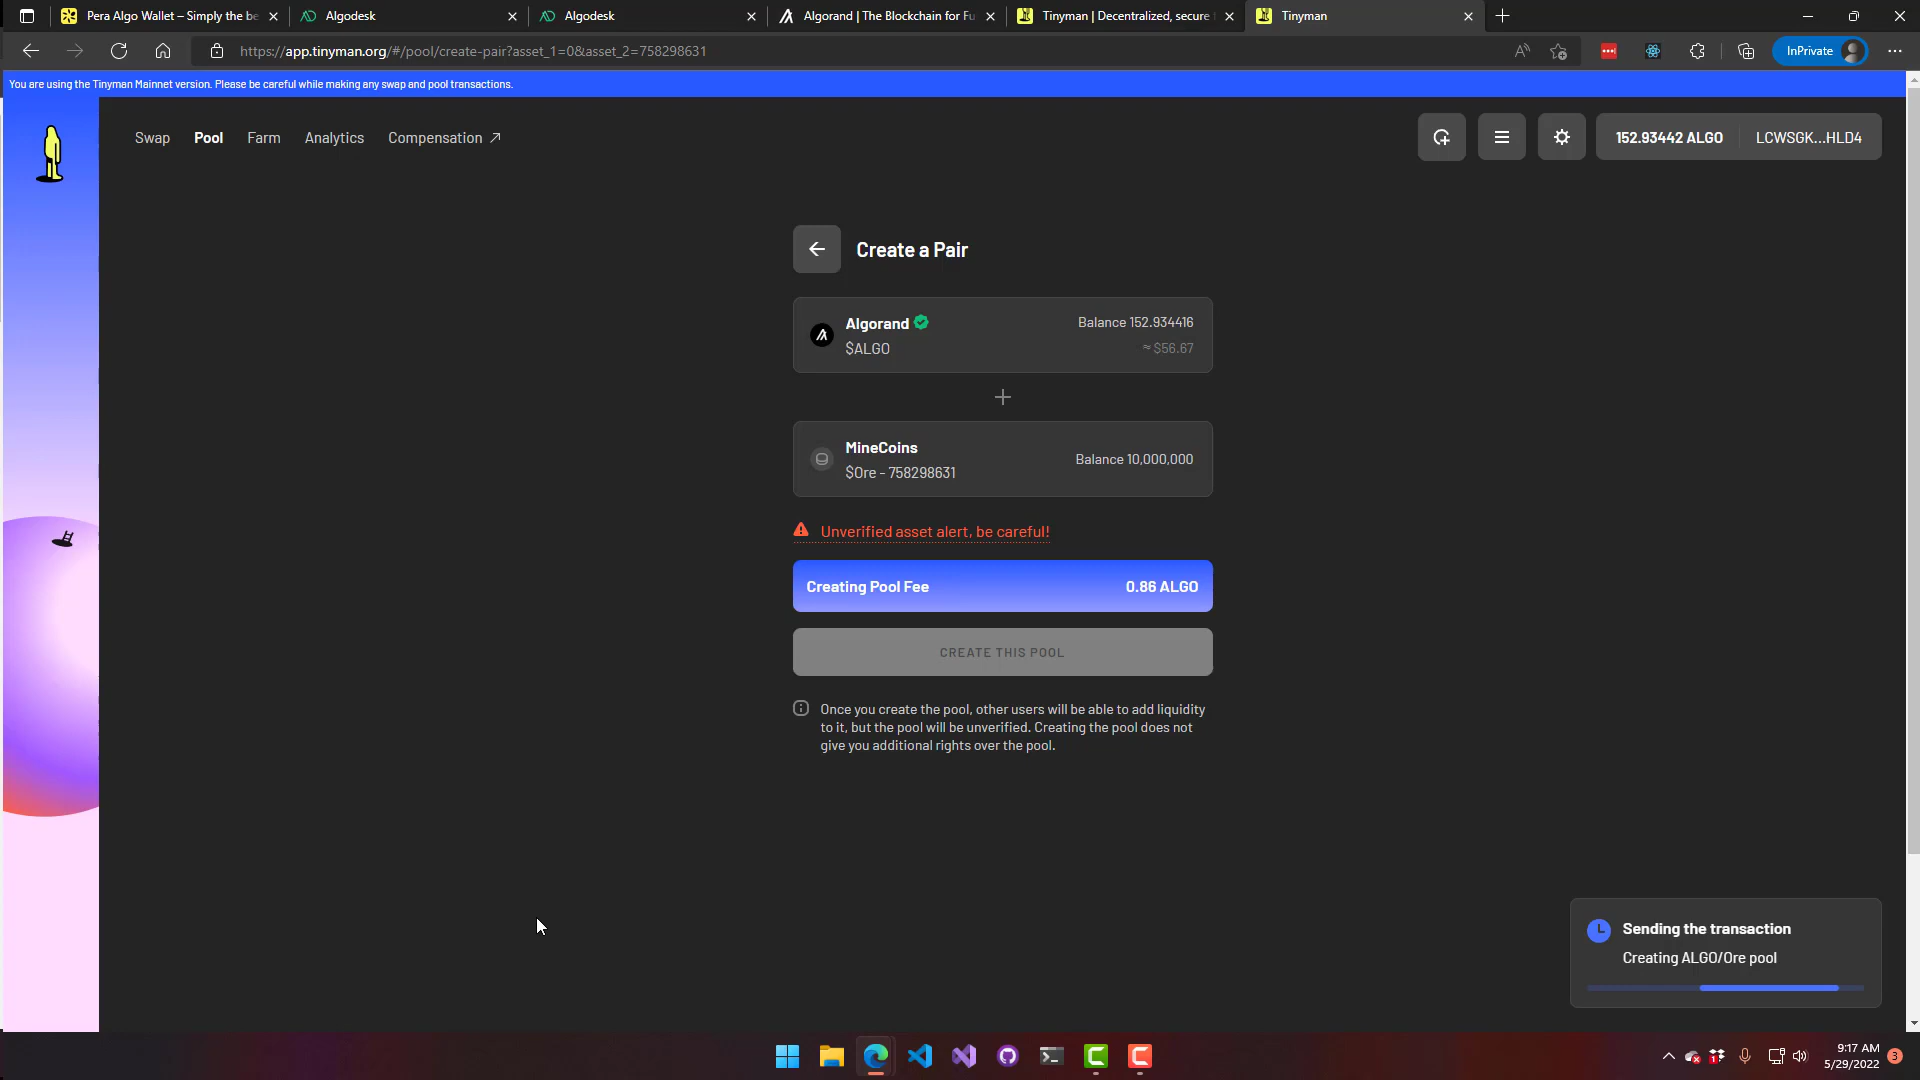 Pera Algo Wallet – Simply the be
Algodesk
Algodesk
Algorand | The Blockchain for Fu
Tinyman | Decentralized, secure
Tinyman
https://app.tinyman.org/#/pool/create-pair?asset_1=0&asset_2=758298631
InPrivate
You are using the Tinyman Mainnet version. Please be careful while making any swap and pool transactions.
Swap
Pool
Farm
Analytics
Compensation
152.93442 ALGO
LCWSGK...HLD4
Create a Pair
Algorand
Balance 152.934416
$ALGO
≈ $56.67
MineCoins
$Ore - 758298631
Balance 10,000,000
Unverified asset alert, be careful!
Creating Pool Fee
0.86 ALGO
CREATE THIS POOL
Once you create the pool, other users will be able to add liquidity
to it, but the pool will be unverified. Creating the pool does not
give you additional rights over the pool.
Sending the transaction
Creating ALGO/Ore pool
9:17 AM
5/29/2022
3